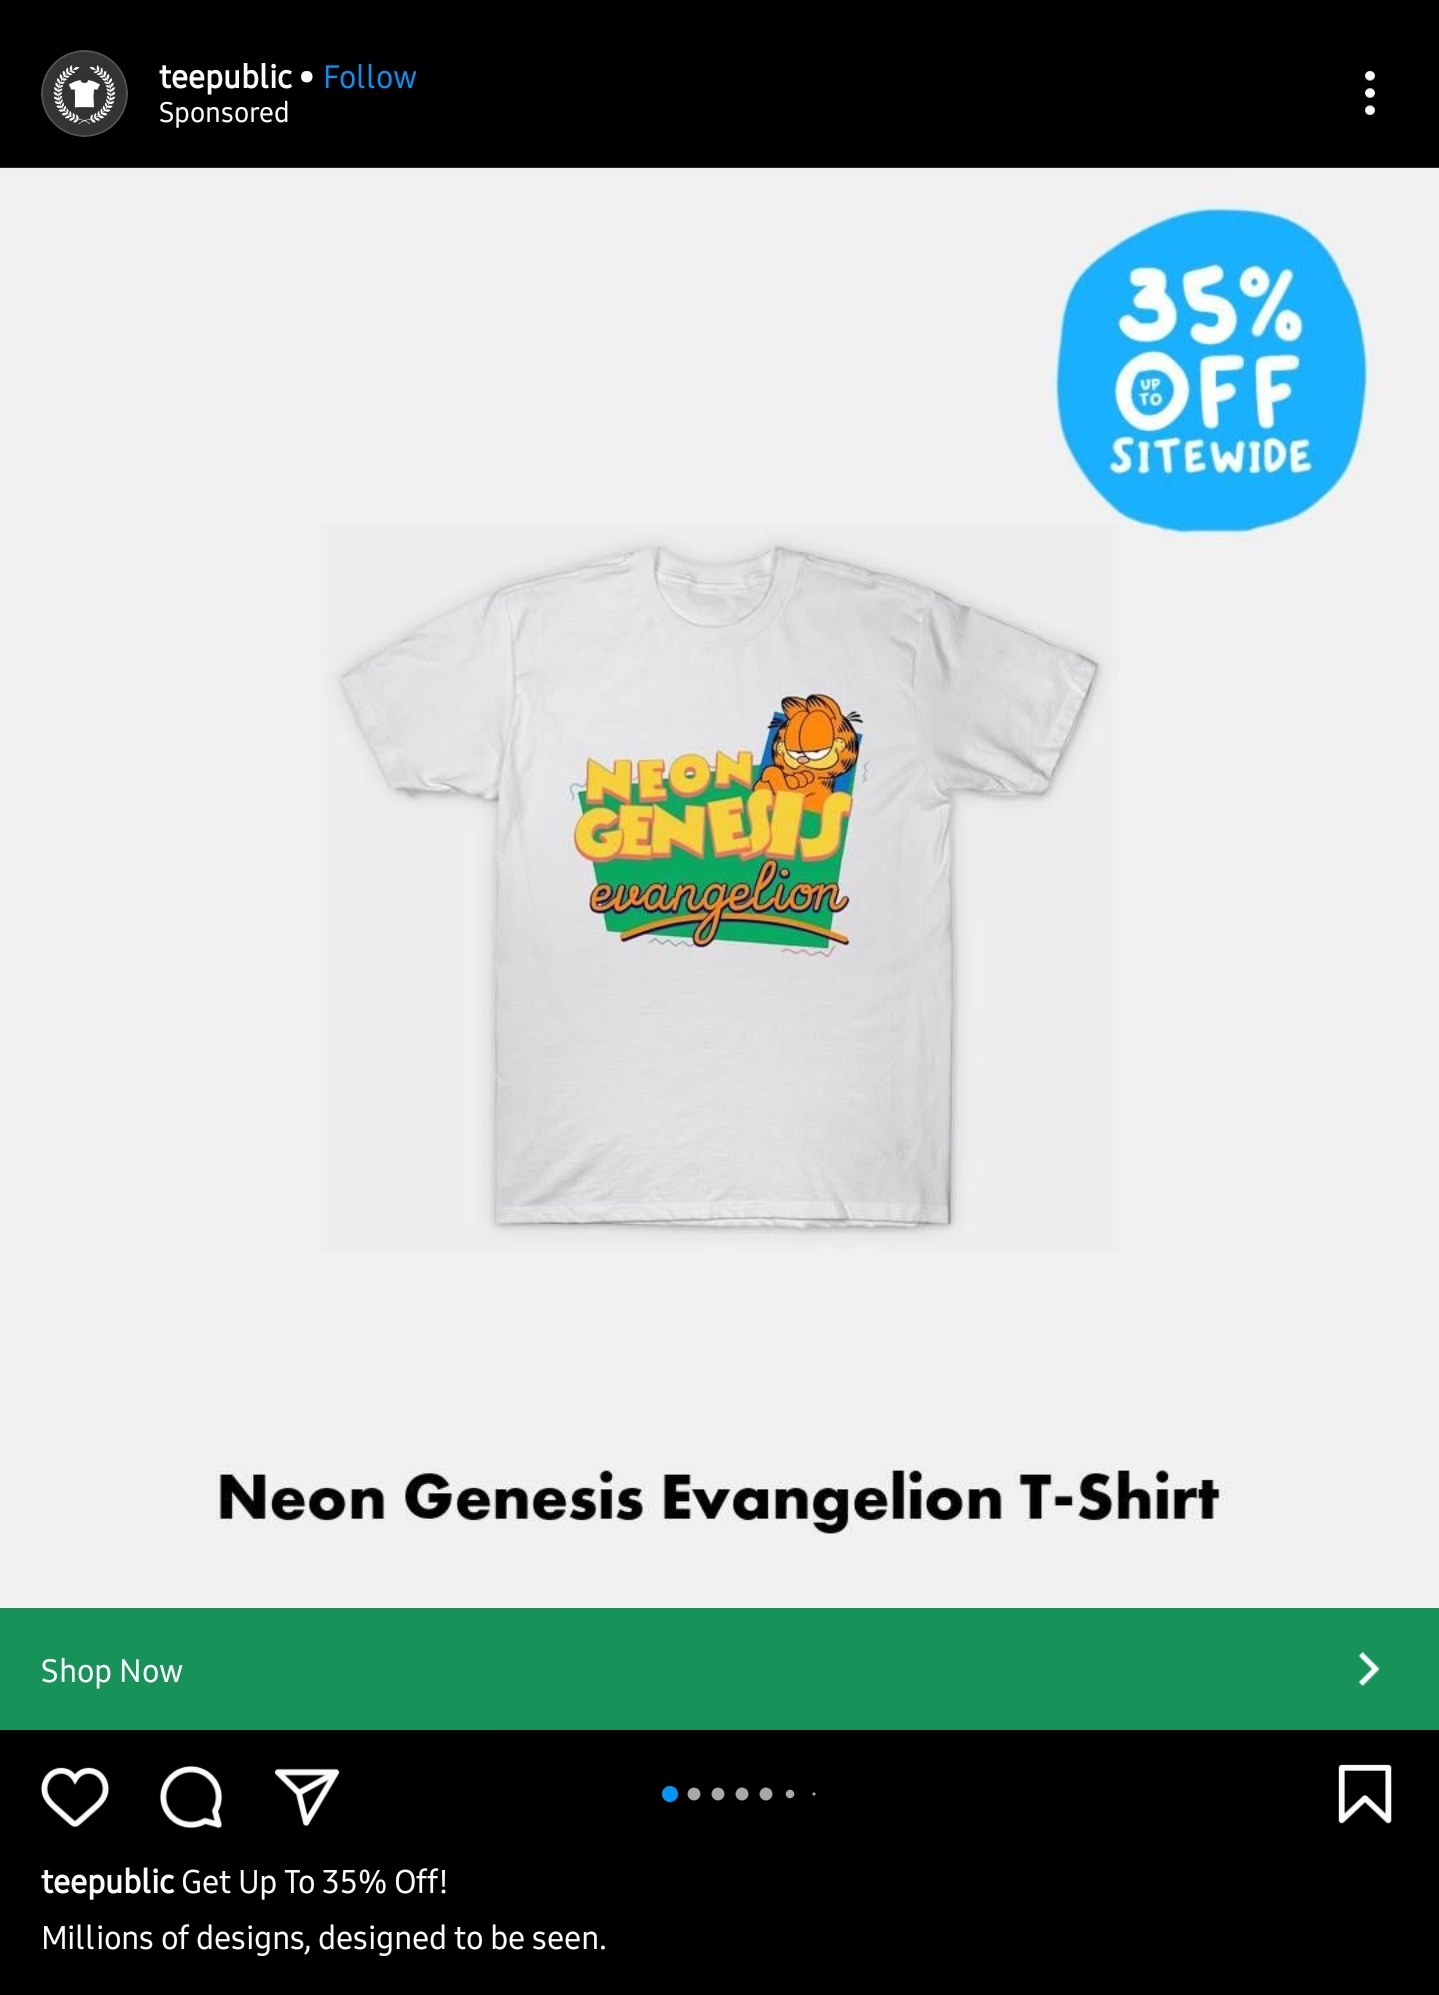 teepublic • Follow
Sponsored
35%
OFF
UP
TO
SITEWIDE
NEON
GENESIS
evangelion
Neon Genesis Evangelion T-Shirt
Shop Now
teepublic Get Up To 35% Off!
Millions of designs, designed to be seen.